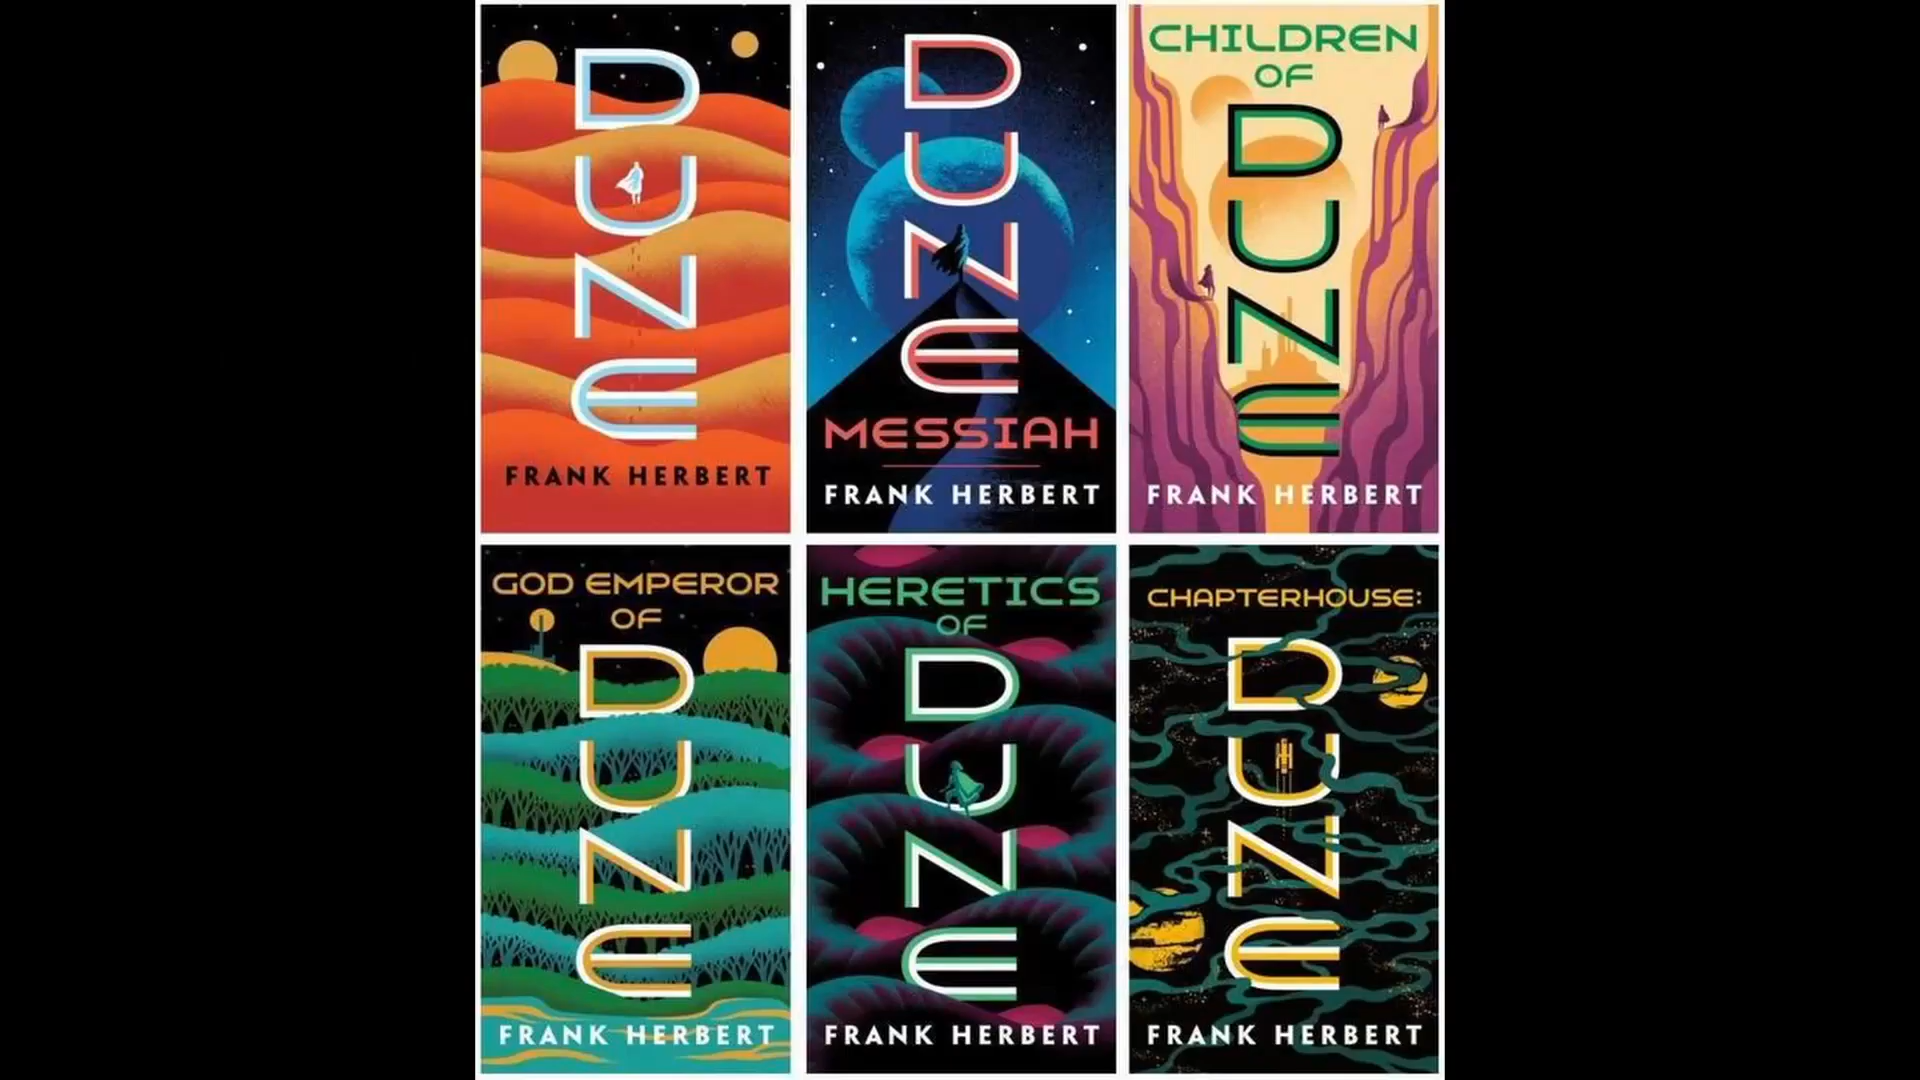 DUNE
FRANK HERBERT
DUNE
MESSIAH
FRANK HERBERT
CHILDREN
OF
DUNE
FRANK HERBERT
GOD EMPEROR
OF
DUNE
FRANK HERBERT
HERETICS
OF
DUNE
FRANK HERBERT
CHAPTERHOUSE:
DUNE
FRANK HERBERT